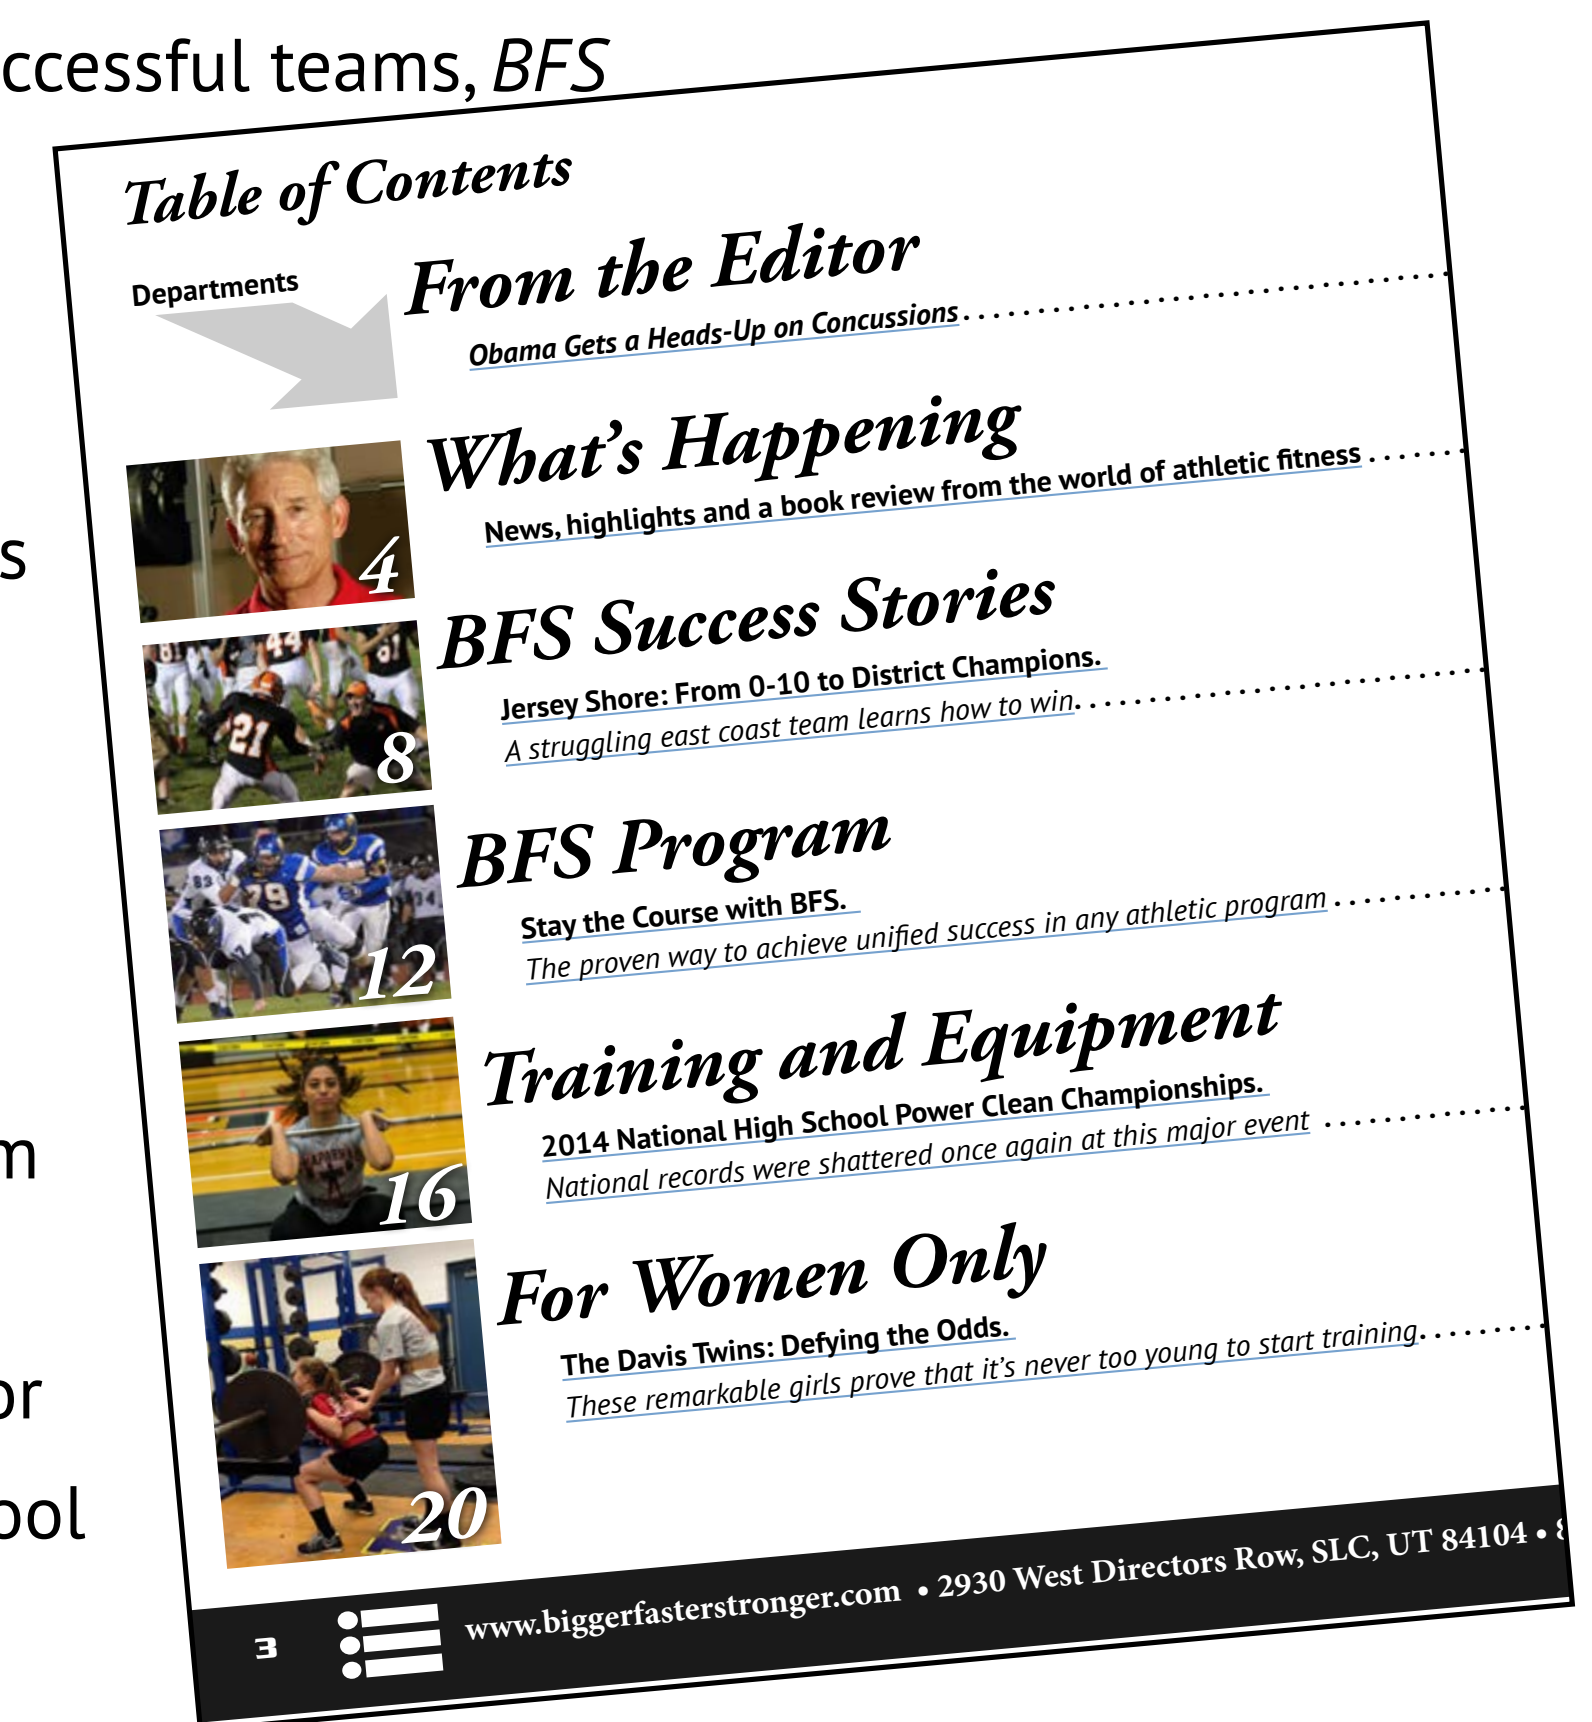 ccessful teams, BFS
s
m
or
ool
Table of Contents
Departments
From the Editor
Obama Gets a Heads-Up on Concussions........................................
What's Happening
News, highlights and a book review from the world of athletic fitness.......
4
BFS Success Stories
Jersey Shore: From 0-10 to District Champions.
A struggling east coast team learns how to win..................................
44
21
8
BFS Program
Stay the Course with BFS.
The proven way to achieve unified success in any athletic program..............
83
79
34
12
Training and Equipment
2014 National High School Power Clean Championships.
National records were shattered once again at this major event ................
16
For Women Only
The Davis Twins: Defying the Odds.
These remarkable girls prove that it's never too young to start training.........
20
3
www.biggerfasterstronger.com • 2930 West Directors Row, SLC, UT 84104 • 8